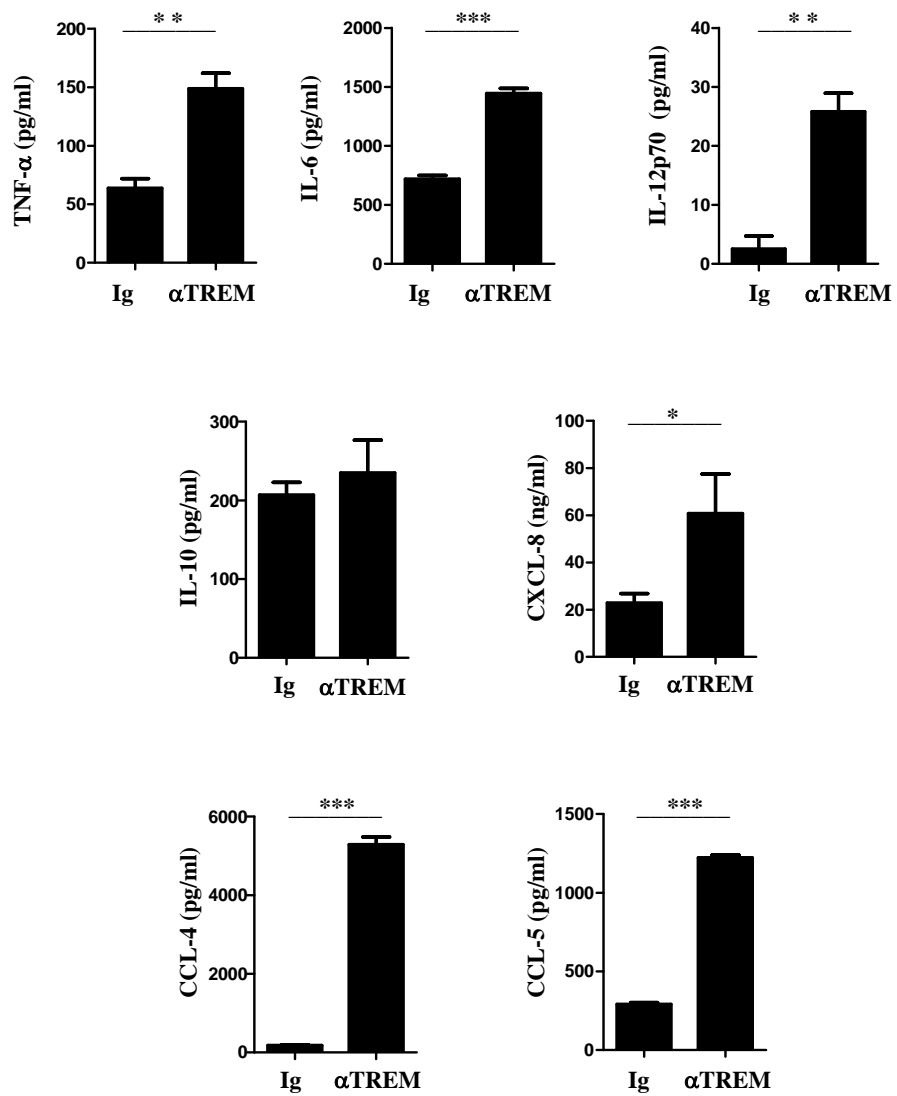 * *
*** 
* *
TNF-α (pg/ml)
200
150
100
50
0
Ig
αTREM
IL-6 (pg/ml)
2000
1500
1000
500
0
Ig
αTREM
IL-12p70 (pg/ml)
40
30
20
10
0
Ig
αTREM
IL-10 (pg/ml)
300
200
100
0
Ig
αTREM
*
CXCL-8 (ng/ml)
100
80
60
40
20
0
Ig
αTREM
***
CCL-4 (pg/ml)
6000
4000
2000
0
Ig
αTREM
***
CCL-5 (pg/ml)
1500
1000
500
0
Ig
αTREM